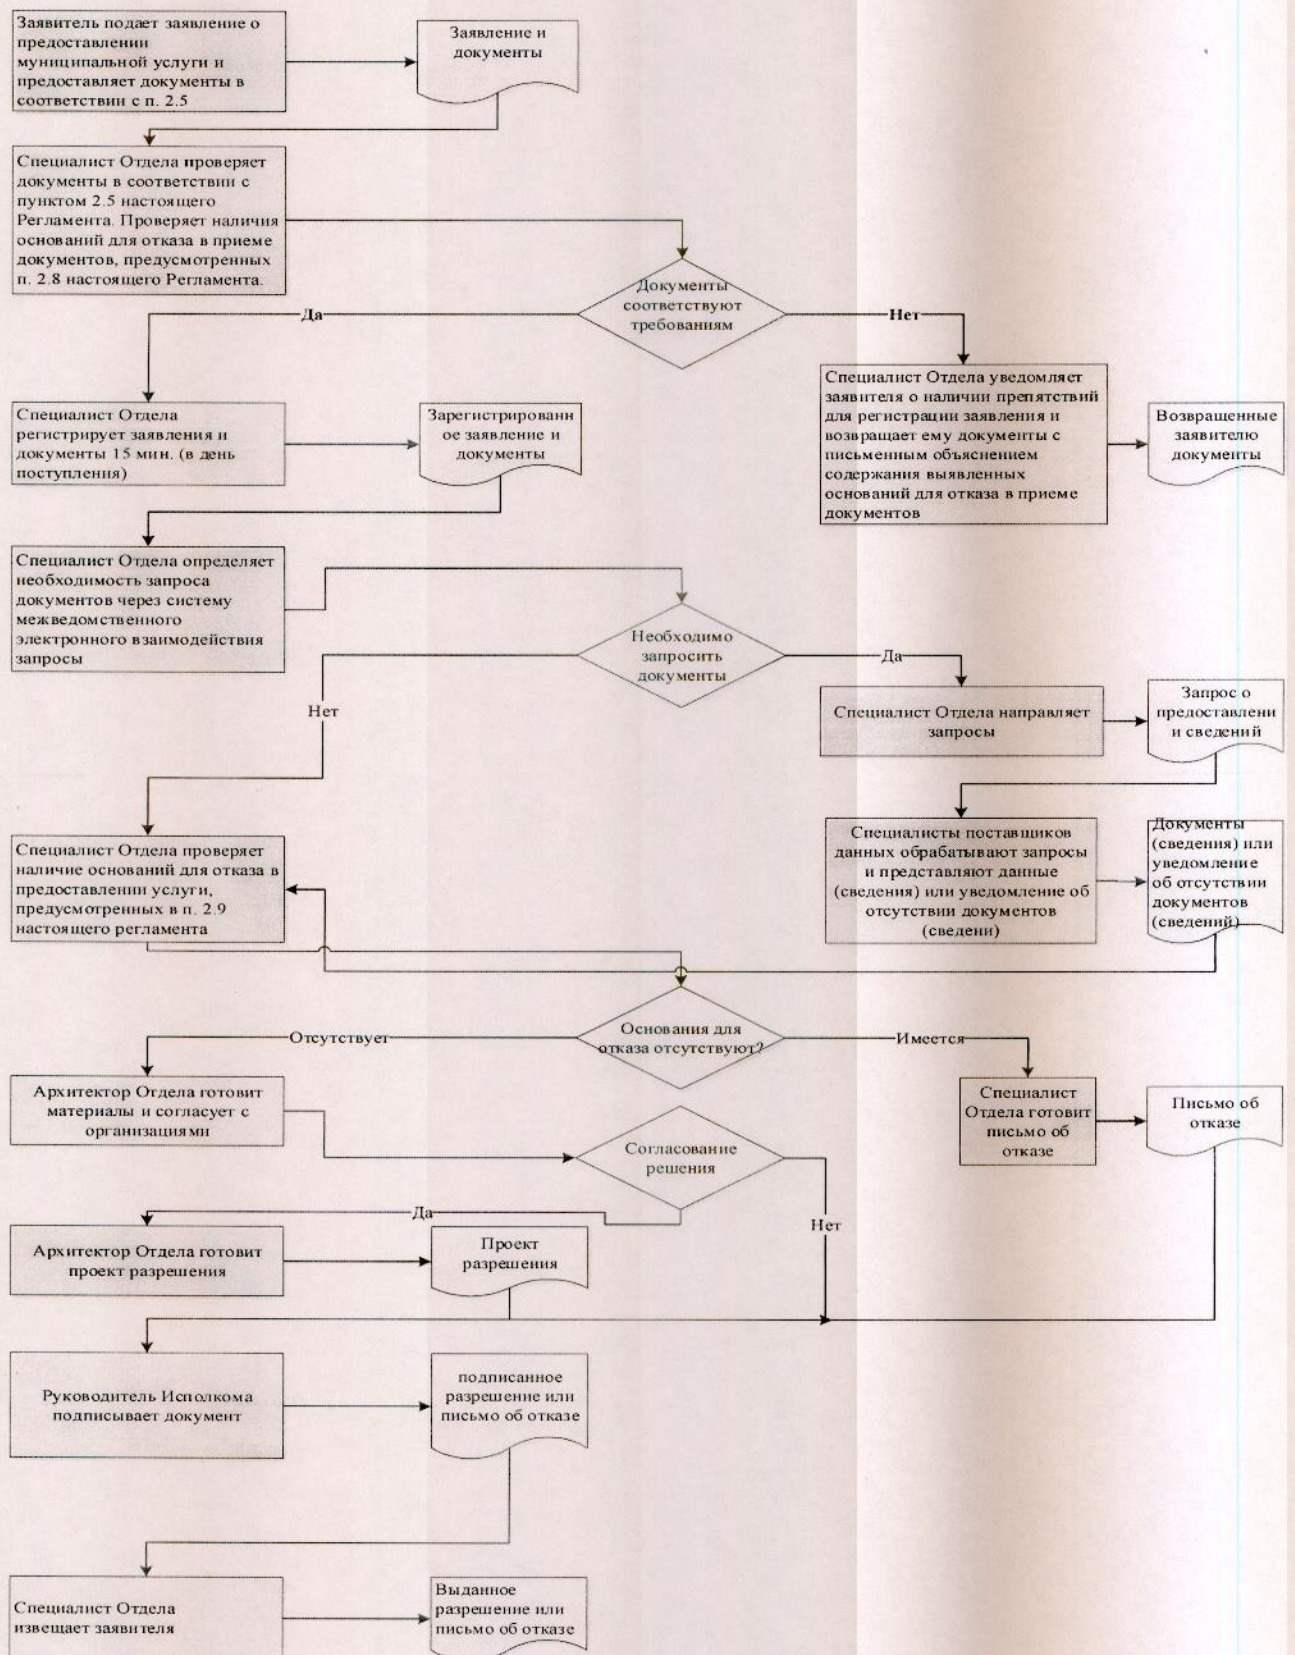 Заявитель подает заявление о
предоставлении
муниципальной услуги и
предоставляет документы в
соответствии с п. 2.5
Заявление и
документы
Специалист Отдела проверяет
документы в соответствии с
пунктом 2.5 настоящего
Регламента. Проверяет наличия
оснований для отказа в приеме
документов, предусмотренных
п. 2.8 настоящего Регламента.
Документы
соответствуют
требованиям
Да
Нет
Специалист Отдела
регистрирует заявления и
документы 15 мин. (в день
поступления)
Зарегистрированн
ое заявление и
документы
Специалист Отдела уведомляет
заявителя о наличии препятствий
для регистрации заявления и
возвращает ему документы с
письменным объяснением
содержания выявленных
оснований для отказа в приеме
документов
Возвращенные
заявителю
документы
Специалист Отдела определяет
необходимость запроса
документов через систему
межведомственного
электронного взаимодействия
запросы
Необходимо
запросить
документы
Да
Нет
Специалист Отдела направляет
запросы
Запрос о
предоставлени
и сведений
Специалист Отдела проверяет
наличие оснований для отказа в
предоставлении услуги,
предусмотренных в п. 2.9
настоящего регламента
Специалисты поставщиков
данных обрабатывают запросы
и представляют данные
(сведения) или уведомление об
отсутствии документов
(сведени)
Документы
(сведения) или
уведомление
об отсутствии
документов
(сведений)
Основания для
отказа отсутствуют?
Отсутствует
Имеется
Архитектор Отдела готовит
материалы и согласует с
организациями
Специалист
Отдела готовит
письмо об
отказе
Письмо об
отказе
Согласование
решения
Да
Нет
Архитектор Отдела готовит
проект разрешения
Проект
разрешения
Руководитель Исполкома
подписывает документ
подписанное
разрешение или
письмо об отказе
Специалист Отдела
извещает заявителя
Выданное
разрешение или
письмо об отказе